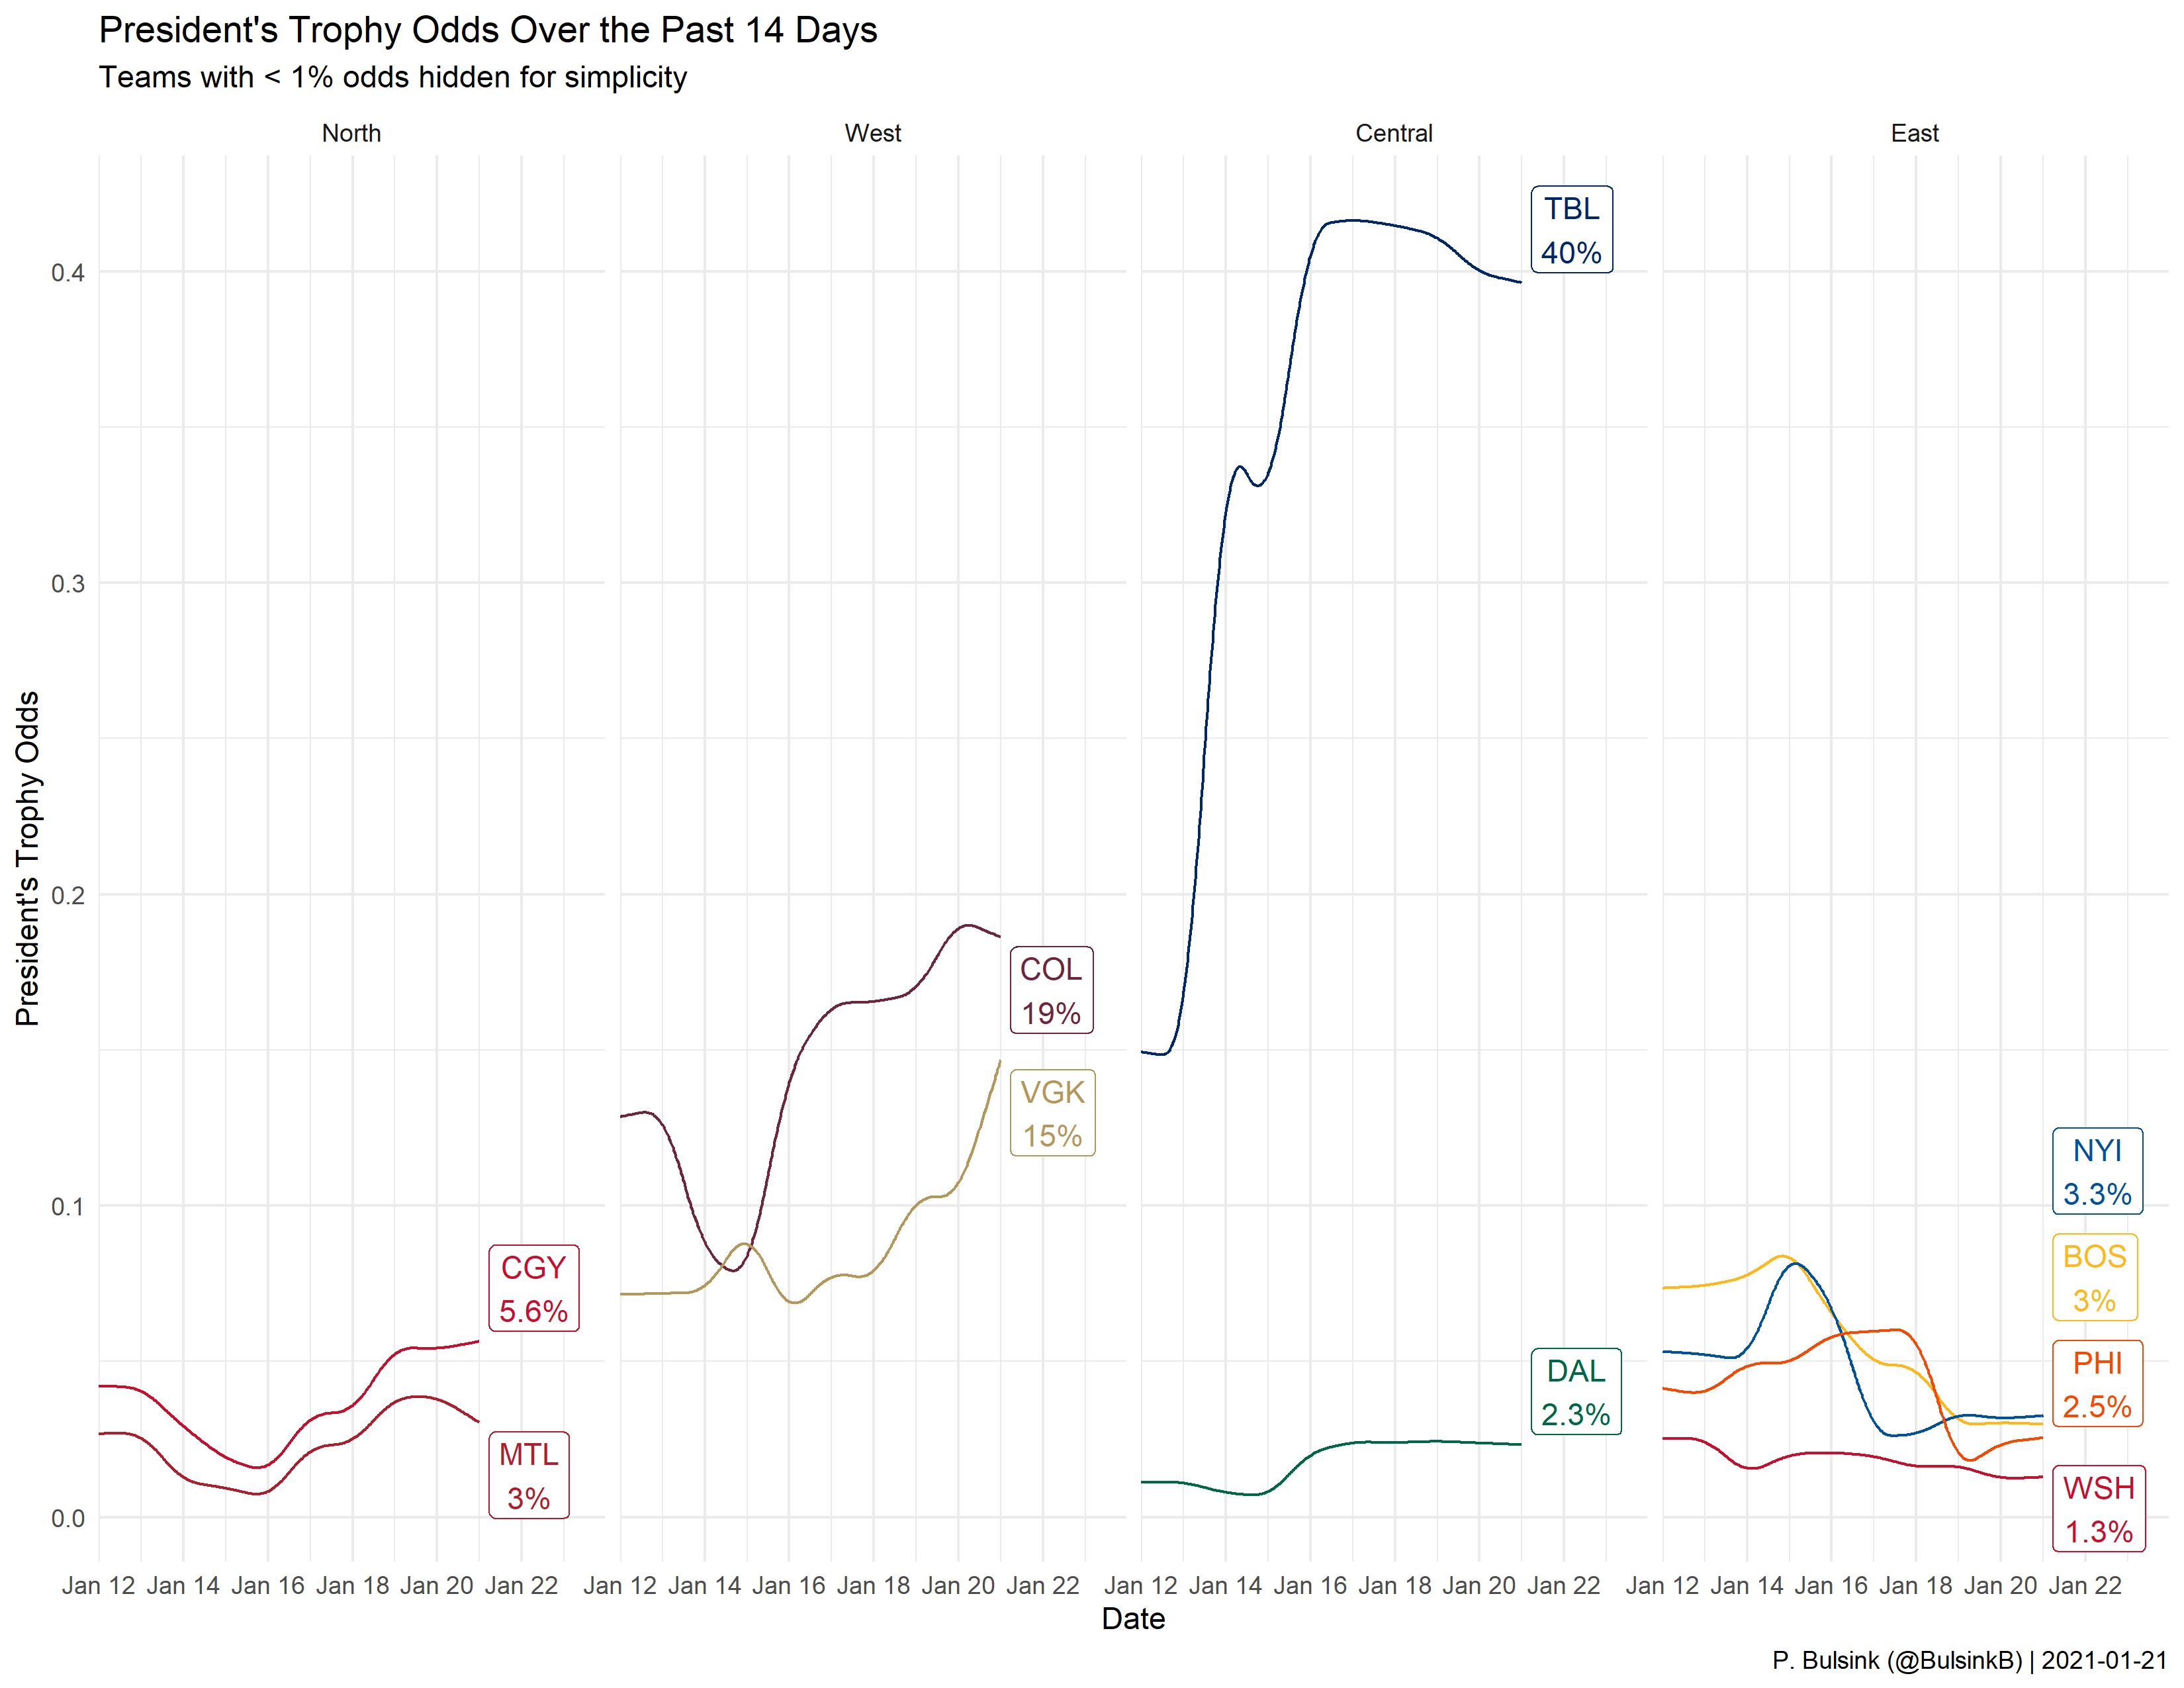 President's Trophy Odds Over the Past 14 Days
Teams with < 1% odds hidden for simplicity
North
West
Central
East
President's Trophy Odds
0.4
0.3
0.2
0.1
0.0
CGY
5.6%
MTL
3%
COL
19%
VGK
15%
TBL
40%
DAL
2.3%
NYI
3.3%
BOS
3%
PHI
2.5%
WSH
1.3%
Jan 12 Jan 14 Jan 16 Jan 18 Jan 20 Jan 22
Jan 12 Jan 14 Jan 16 Jan 18 Jan 20 Jan 22
Jan 12 Jan 14 Jan 16 Jan 18 Jan 20 Jan 22
Jan 12 Jan 14 Jan 16 Jan 18 Jan 20 Jan 22
Date
P. Bulsink (@BulsinkB) | 2021-01-21